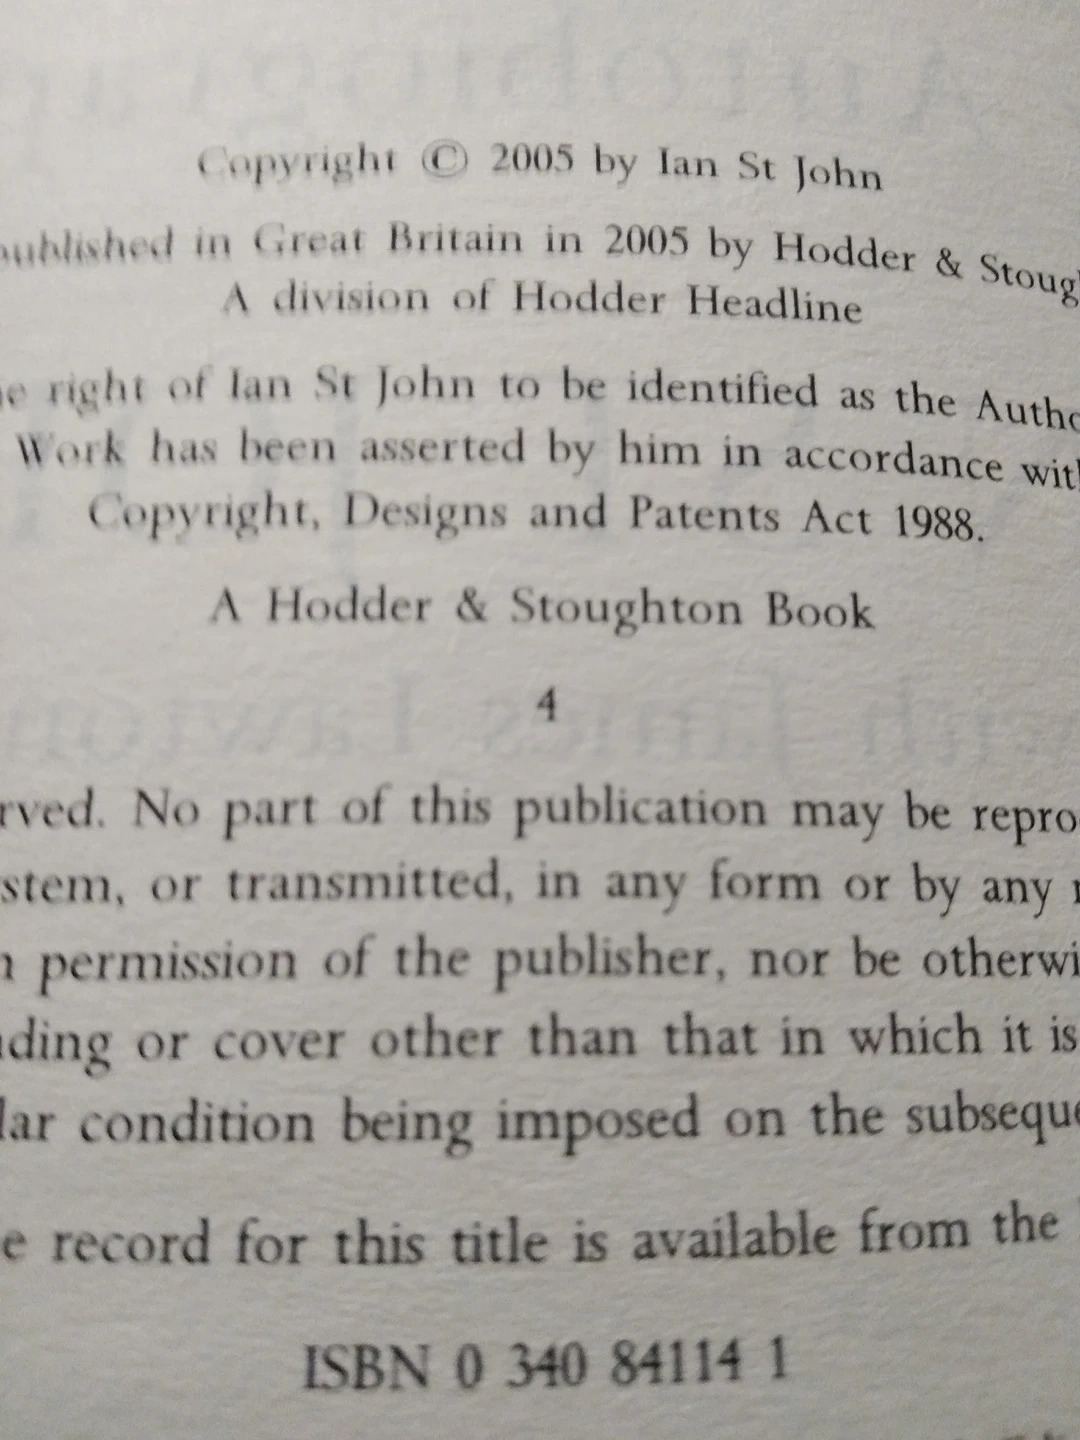 Copyright © 2005 by Ian St John
published in Great Britain in 2005 by Hodder & Stoug
A division of Hodder Headline
e right of Ian St John to be identified as the Autho
Work has been asserted by him in accordance with
Copyright, Designs and Patents Act 1988.
A Hodder & Stoughton Book
4
rved. No part of this publication may be repro
stem, or transmitted, in any form or by any
n permission of the publisher, nor be otherwi
ding or cover other than that in which it is
lar condition being imposed on the subseque
e record for this title is available from the
ISBN 0 340 84114 1